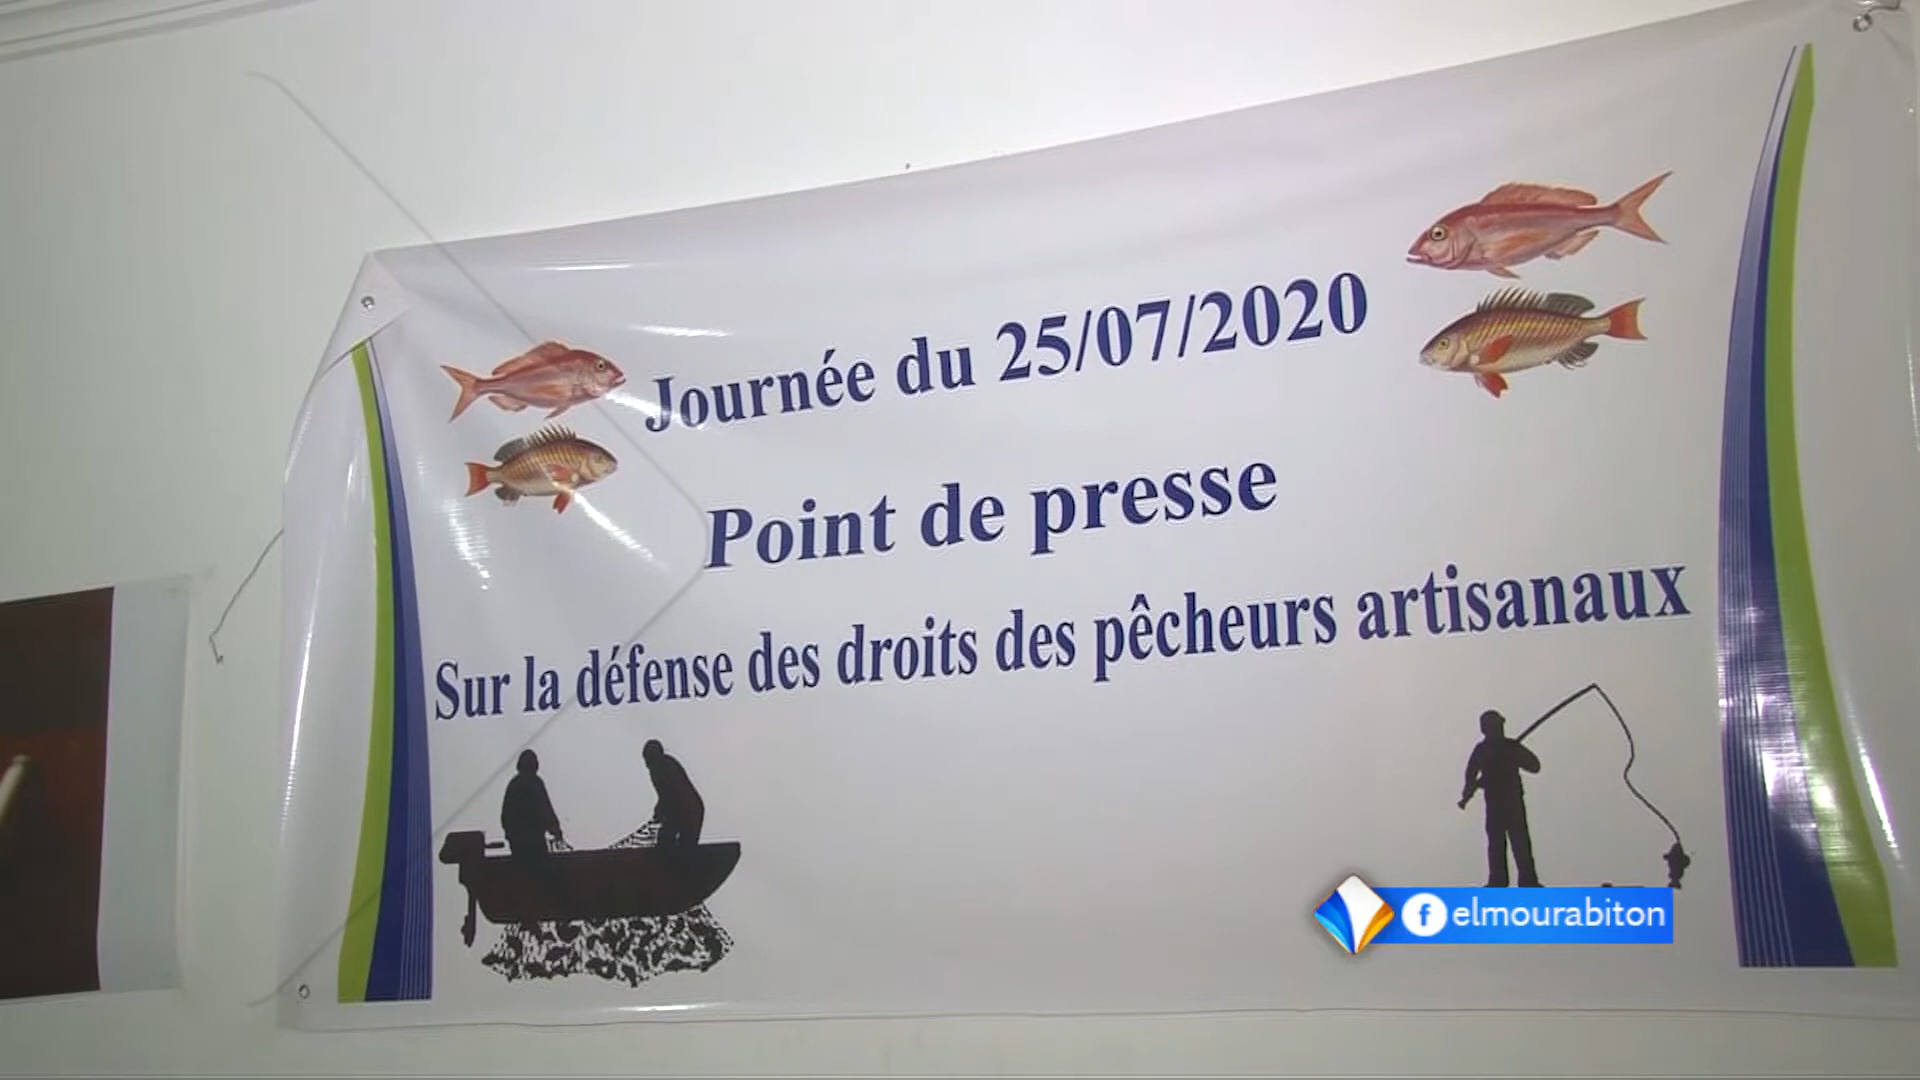 Journée du 25/07/2020
Point de presse
Sur la défense des droits des pêcheurs artisanaux
f elmourabiton